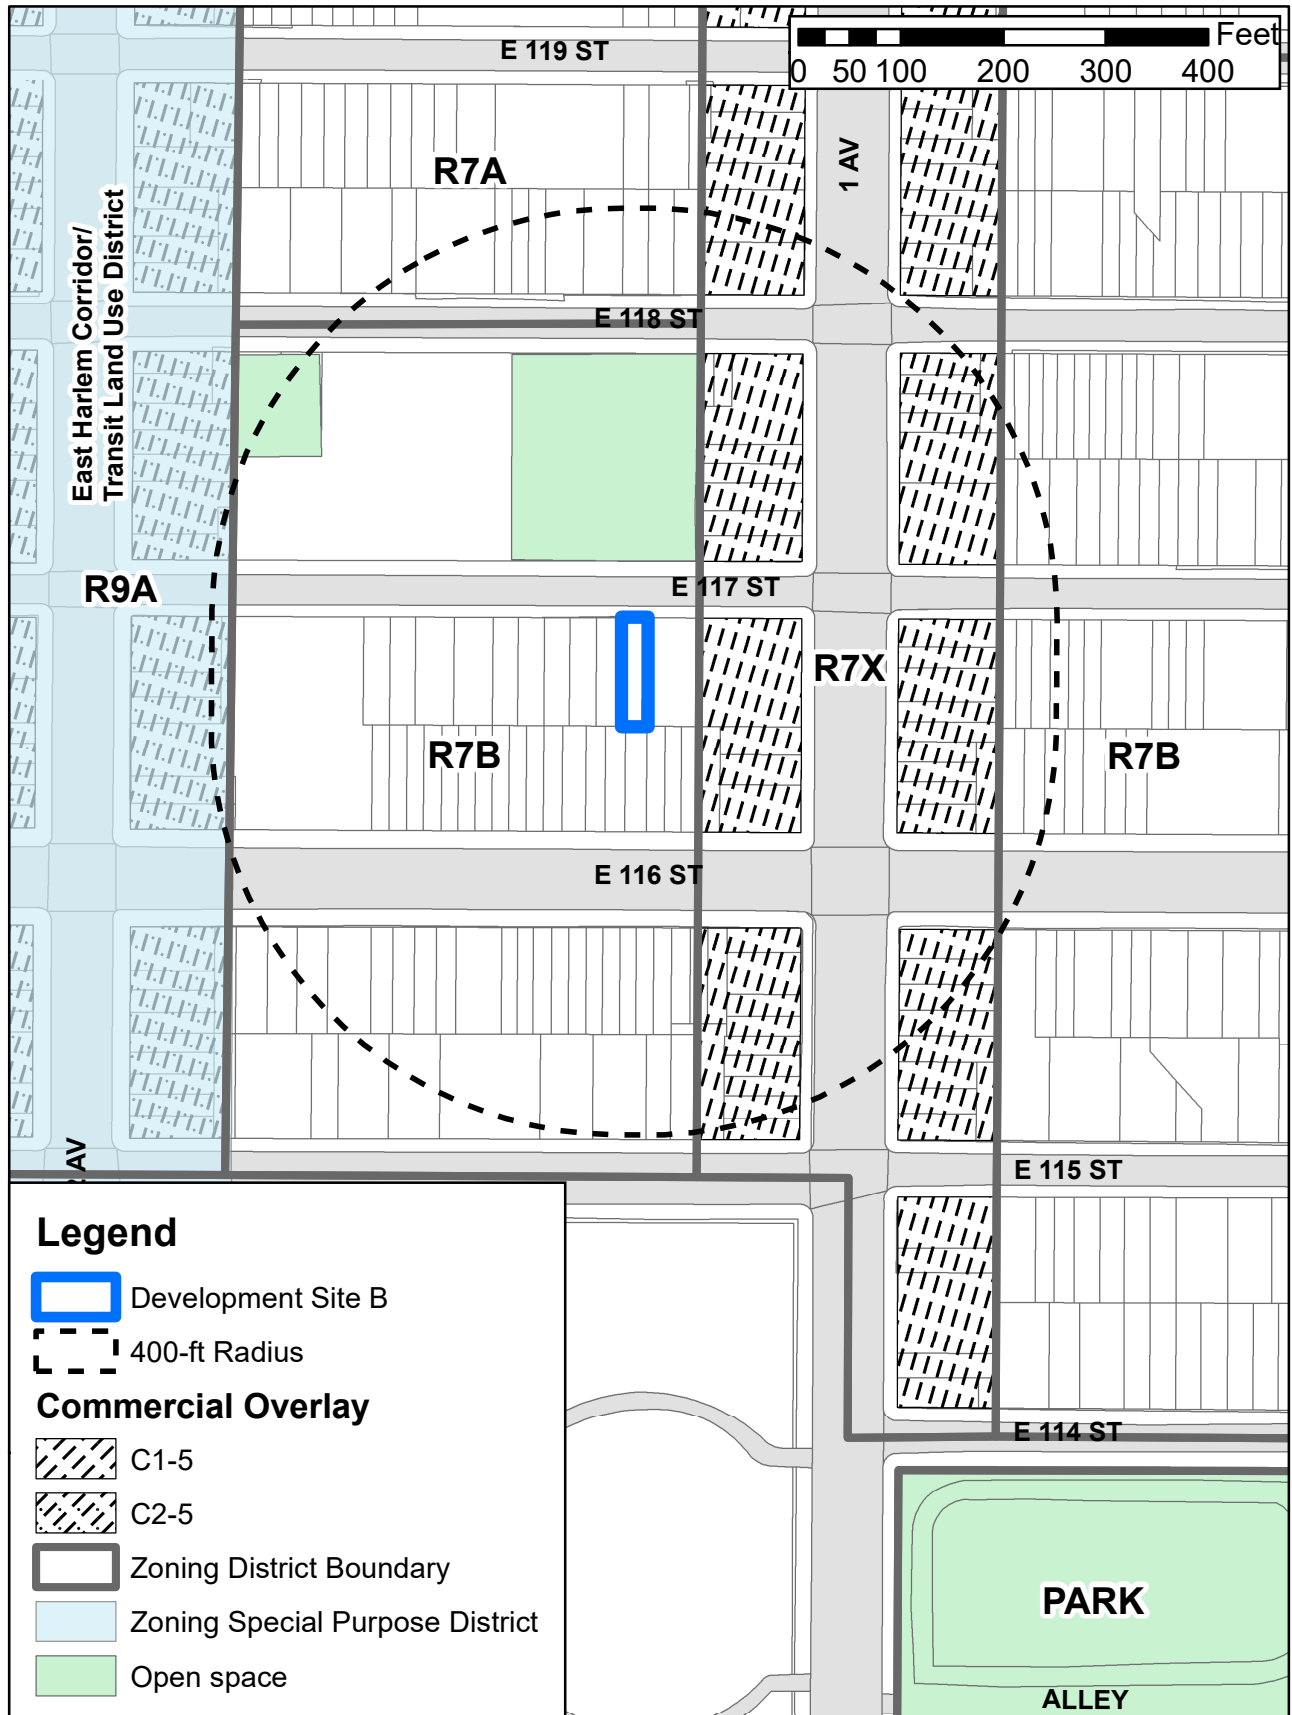 E 119 ST
Feet
0 50 100 200 300 400
R7A
1 AV
East Harlem Corridor/
Transit Land Use District
E 118 ST
R9A
E 117 ST
R7X
R7B
R7B
E 116 ST
AV
E 115 ST
Legend
Development Site B
400-ft Radius
Commercial Overlay
C1-5
C2-5
Zoning District Boundary
Zoning Special Purpose District
Open space
E 114 ST
PARK
ALLEY